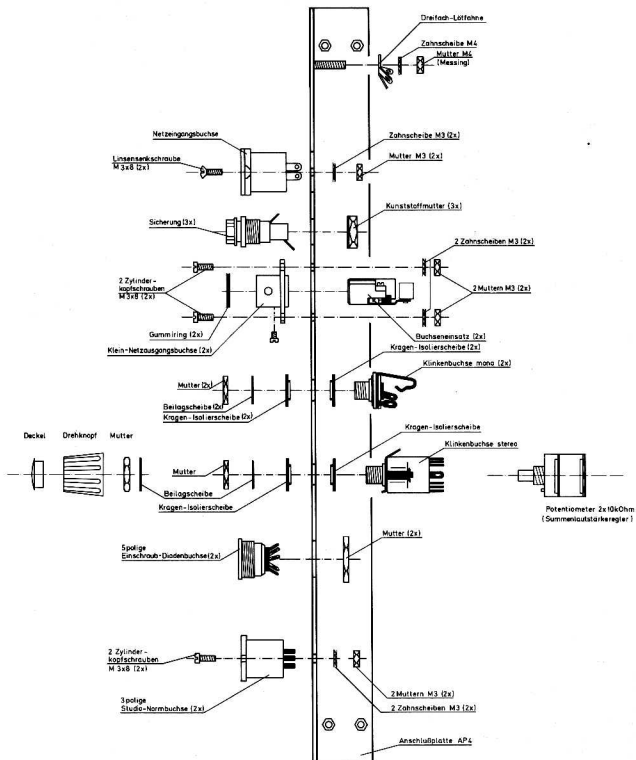 Dreifach-Lötfahne
Zahnscheibe M4
Mutter M4
(Messing)
Netzeingangsbuchse
Zahnscheibe M3 (2x)
Linsensenkschraube
M 3x8 (2x)
Mutter M3 (2x)
Kunststoffmutter (3x)
Sicherung (3x)
2 Zahnscheiben M3 (2x)
2 Zylinder-
kopfschrauben
M 3x8 (2x)
2 Muttern M3 (2x)
Gummiring (2x)
Buchseneinsatz (2x)
Klein-Netzausgangsbuchse (2x)
Kragen-Isolierscheibe (2x)
Klinkenbuchse mono (2x)
Mutter (2x)
Beilagscheibe (2x)
Kragen-Isolierscheibe (2x)
Deckel Drehknopf Mutter
Kragen-Isolierscheibe
Klinkenbuchse stereo
Mutter
Beilagscheibe
Kragen-Isolierscheibe
Potentiometer 2x10kOhm
(Summenlautstärkeregler)
Mutter (2x)
5polige
Einschraub-Diodenbuchse (2x)
2 Zylinder-
kopfschrauben
M 3x8 (2x)
2 Muttern M3 (2x)
3polige
Studio-Normbuchse (2x)
2 Zahnscheiben M3 (2x)
Anschlußplatte AP4